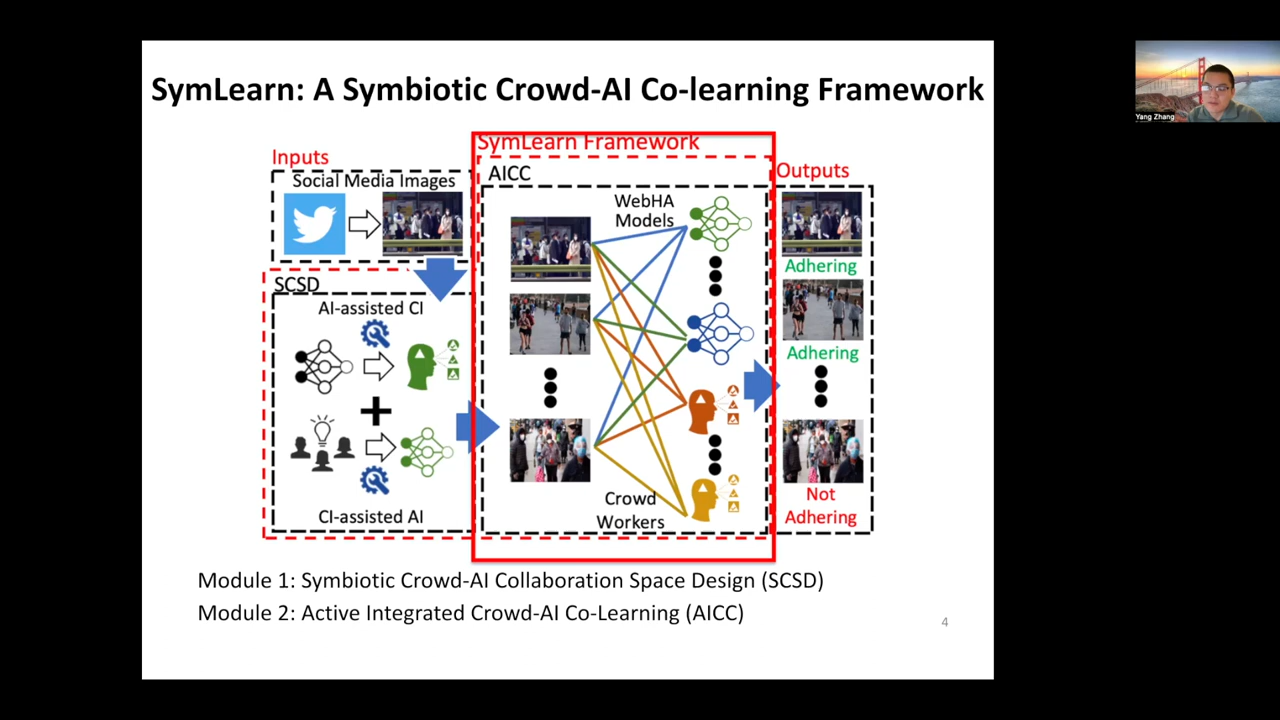 SymLearn: A Symbiotic Crowd-AI Co-learning Framework
Inputs
Social Media Images
SCSD
AI-assisted CI
CI-assisted AI
SymLearn Framework
AICC
WebHA
Models
Crowd
Workers
Outputs
Adhering
Adhering
Not
Adhering
Module 1: Symbiotic Crowd-AI Collaboration Space Design (SCSD)
Module 2: Active Integrated Crowd-AI Co-Learning (AICC)
4
Yang Zhang